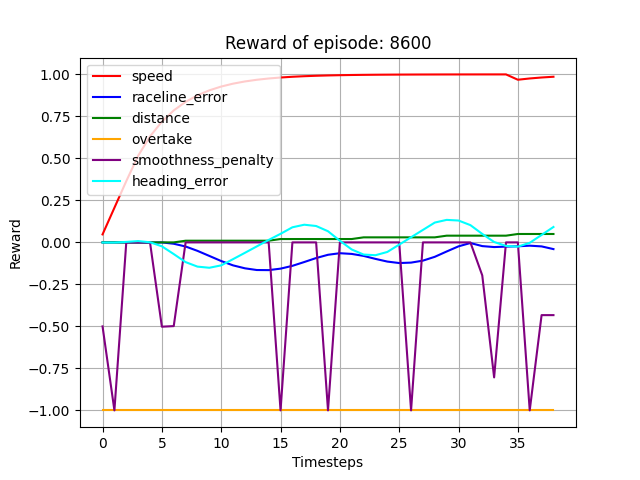 Reward of episode: 8600
1.00
0.75
0.50
0.25
0.00
−0.25
−0.50
−0.75
−1.00
Reward
speed
raceline_error
distance
overtake
smoothness_penalty
heading_error
0 5 10 15 20 25 30 35
Timesteps